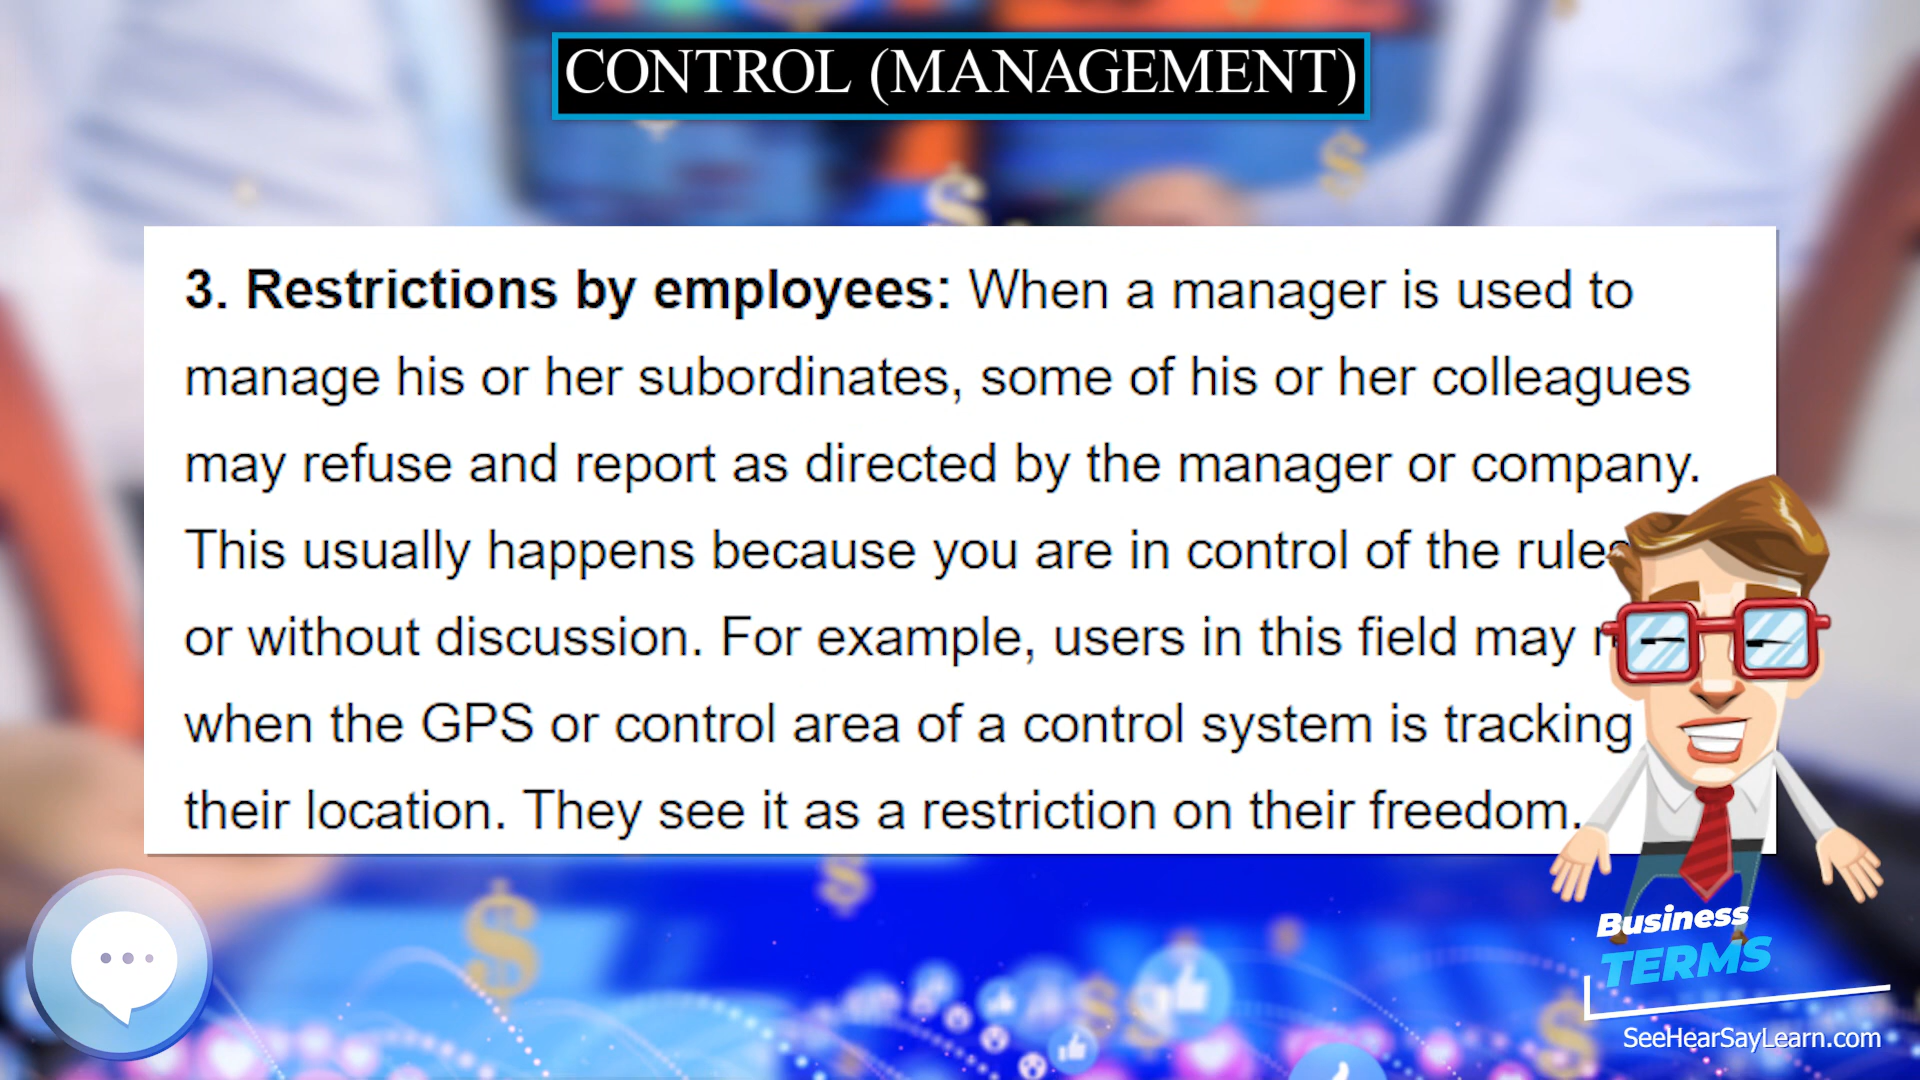 CONTROL (MANAGEMENT)
3. Restrictions by employees: When a manager is used to
manage his or her subordinates, some of his or her colleagues
may refuse and report as directed by the manager or company.
This usually happens because you are in control of the rules
or without discussion. For example, users in this field may
when the GPS or control area of a control system is tracking
their location. They see it as a restriction on their freedom.
Business
TERMS
SeeHearSayLearn.com